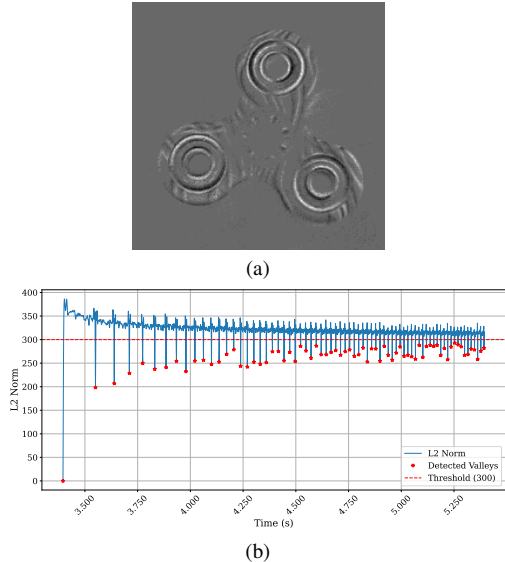 (a)
400
350
300
250
200
150
100
50
0
L2 Norm
L2 Norm
Detected Valleys
Threshold (300)
3.500
3.750
4.000
4.250
4.500
4.750
5.000
5.250
Time (s)
(b)